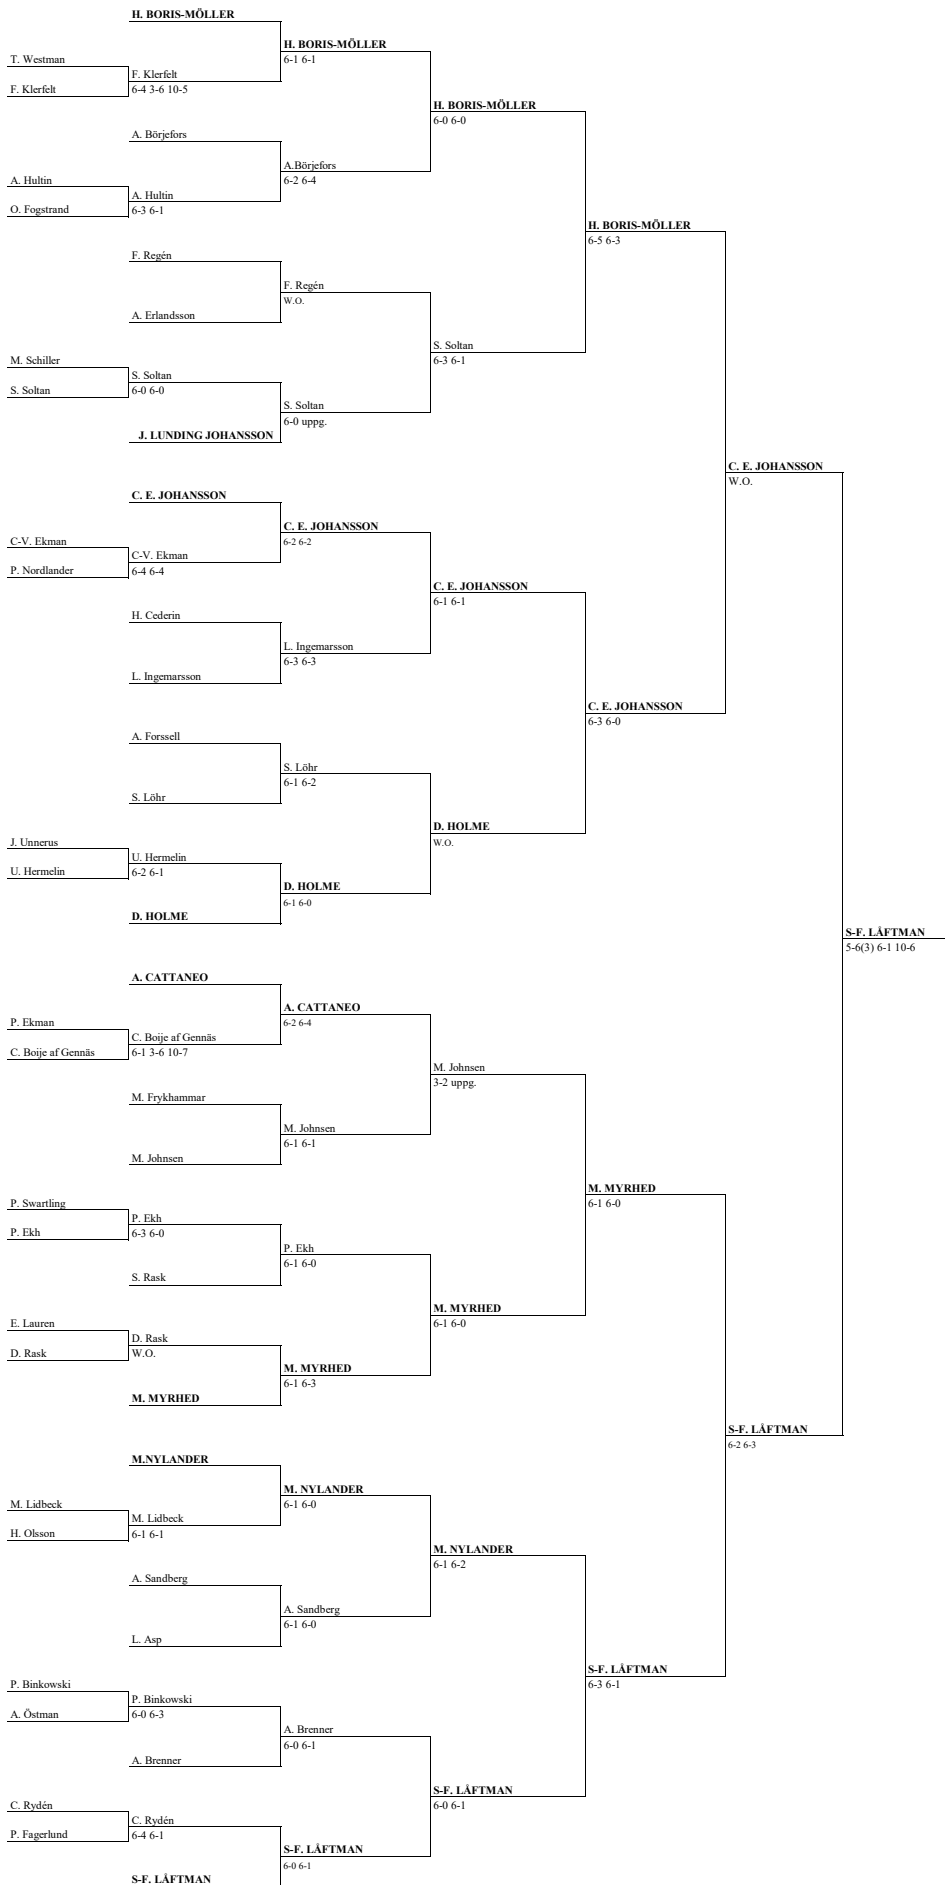 H. BORIS-MÖLLER
H. BORIS-MÖLLER
T. Westman
6-1 6-1
F. Klerfelt
F. Klerfelt
6-4 3-6 10-5
H. BORIS-MÖLLER
6-0 6-0
A. Börjefors
A.Börjefors
A. Hultin
6-2 6-4
A. Hultin
O. Fogstrand
6-3 6-1
H. BORIS-MÖLLER
6-5 6-3
F. Regén
F. Regén
W.O.
A. Erlandsson
S. Soltan
M. Schiller
6-3 6-1
S. Soltan
S. Soltan
6-0 6-0
S. Soltan
6-0 uppg.
J. LUNDING JOHANSSON
C. E. JOHANSSON
W.O.
C. E. JOHANSSON
C. E. JOHANSSON
C-V. Ekman
6-2 6-2
C-V. Ekman
P. Nordlander
6-4 6-4
C. E. JOHANSSON
6-1 6-1
H. Cederin
L. Ingemarsson
6-3 6-3
L. Ingemarsson
C. E. JOHANSSON
6-3 6-0
A. Forssell
S. Löhr
6-1 6-2
S. Löhr
D. HOLME
W.O.
J. Unnerus
U. Hermelin
U. Hermelin
6-2 6-1
D. HOLME
6-1 6-0
D. HOLME
S-F. LÅFTMAN
5-6(3) 6-1 10-6
A. CATTANEO
A. CATTANEO
P. Ekman
6-2 6-4
C. Boije af Gennäs
C. Boije af Gennäs
6-1 3-6 10-7
M. Johnsen
3-2 uppg.
M. Frykhammar
M. Johnsen
6-1 6-1
M. Johnsen
M. MYRHED
P. Swartling
6-1 6-0
P. Ekh
P. Ekh
6-3 6-0
P. Ekh
6-1 6-0
S. Rask
M. MYRHED
E. Lauren
6-1 6-0
D. Rask
D. Rask
W.O.
M. MYRHED
6-1 6-3
M. MYRHED
S-F. LÅFTMAN
6-2 6-3
M.NYLANDER
M. NYLANDER
M. Lidbeck
6-1 6-0
M. Lidbeck
H. Olsson
6-1 6-1
M. NYLANDER
6-1 6-2
A. Sandberg
A. Sandberg
6-1 6-0
L. Asp
S-F. LÅFTMAN
P. Binkowski
6-3 6-1
P. Binkowski
A. Östman
6-0 6-3
A. Brenner
6-0 6-1
A. Brenner
S-F. LÅFTMAN
C. Rydén
6-0 6-1
C. Rydén
P. Fagerlund
6-4 6-1
S-F. LÅFTMAN
6-0 6-1
S-F. LÅFTMAN